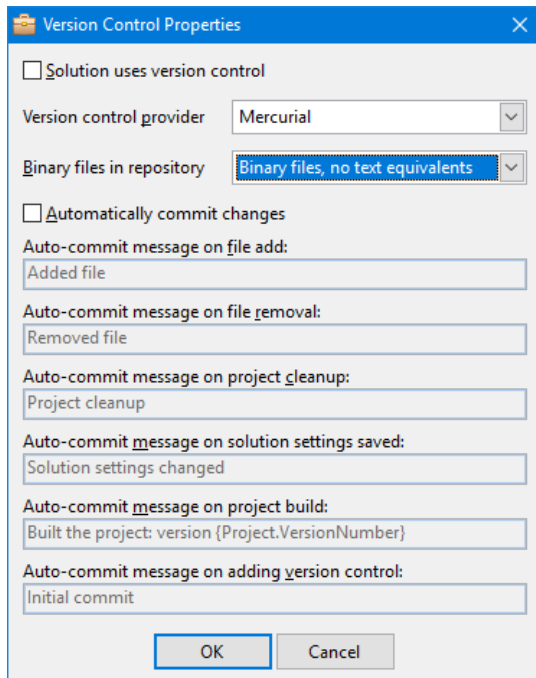 Version Control Properties
Solution uses version control
Version control provider Mercurial
Binary files in repository Binary files, no text equivalents
Automatically commit changes
Auto-commit message on file add:
Added file
Auto-commit message on file removal:
Removed file
Auto-commit message on project cleanup:
Project cleanup
Auto-commit message on solution settings saved:
Solution settings changed
Auto-commit message on project build:
Built the project: version {Project.VersionNumber}
Auto-commit message on adding version control:
Initial commit
OK Cancel